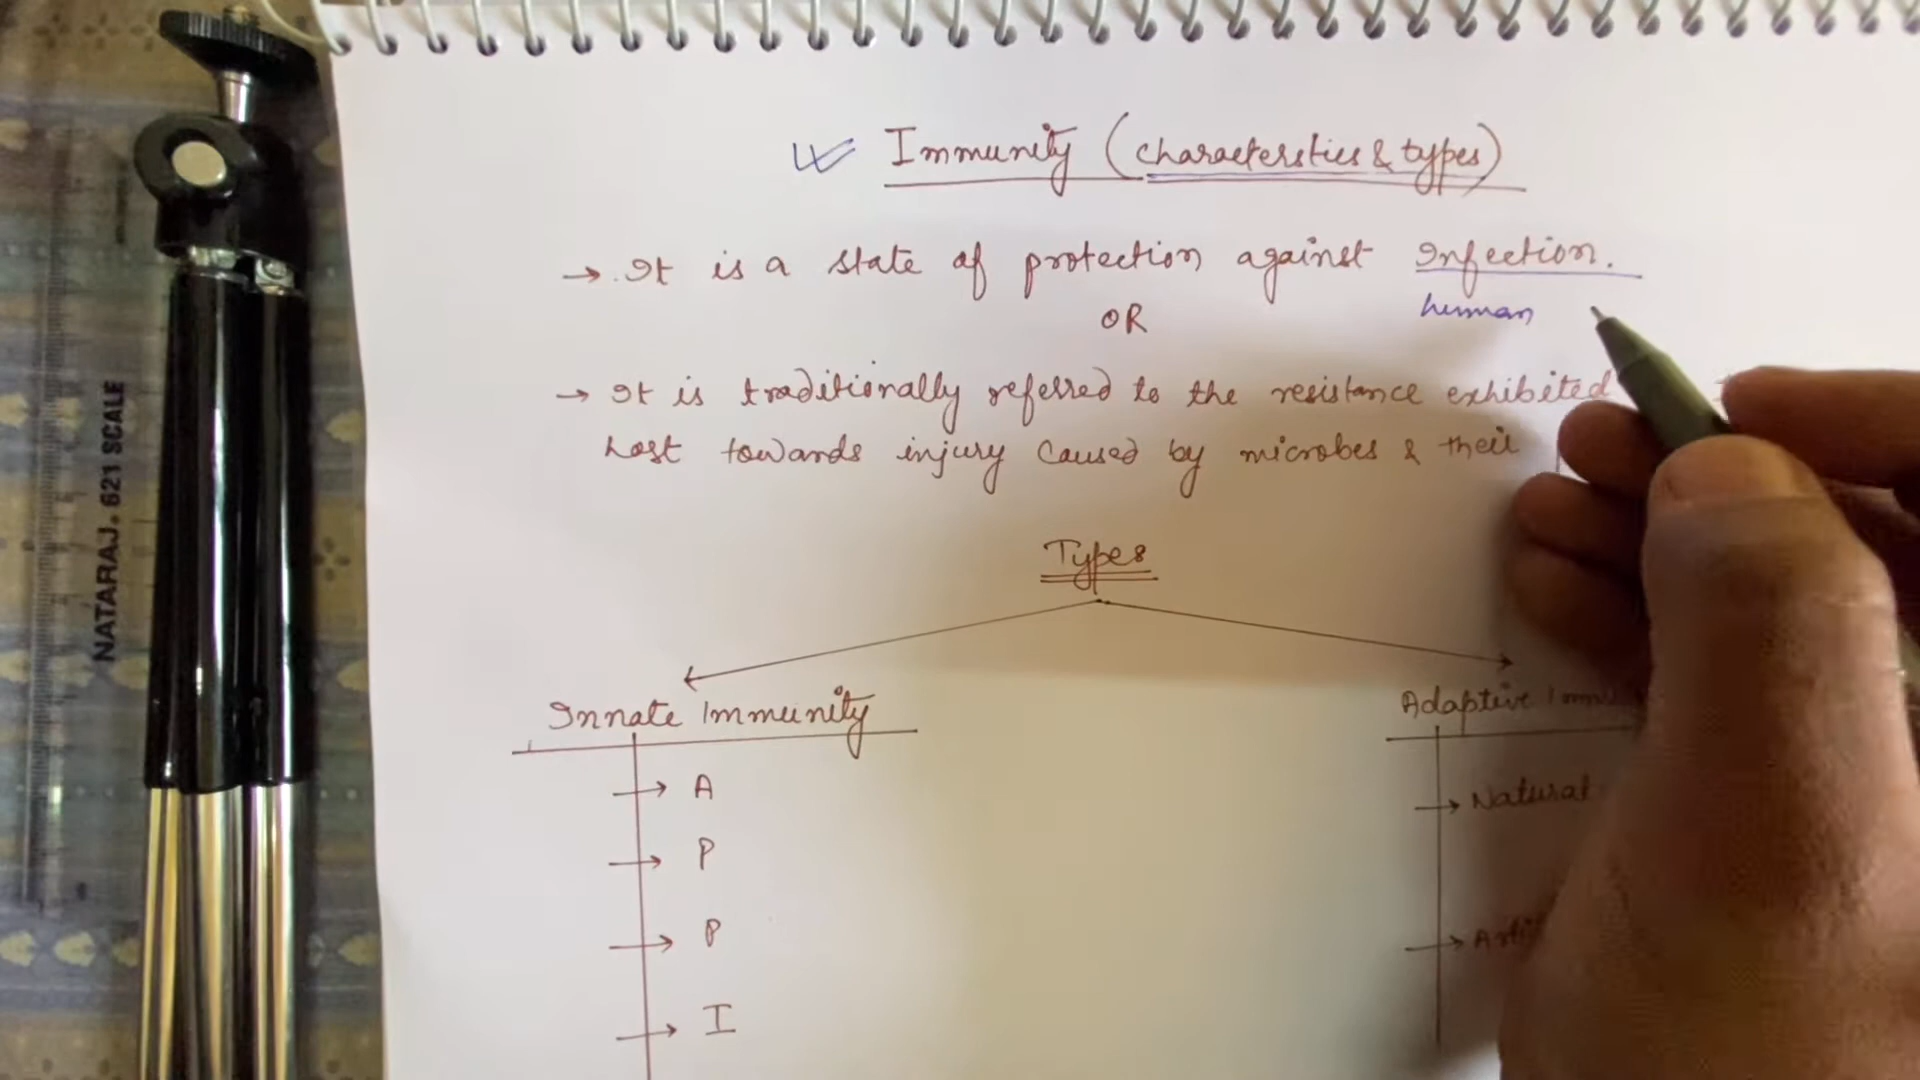 Immunity (characterstics & types)
→ It is a state of protection against Infection.
human
OR
→ It is traditionally referred to the resistance exhibited
host towards injury caused by microbes & their
Types
Innate Immunity
Adaptive
→ A
→ Natural
→ P
→ P
→ I
NATARAJ. 621 SCALE